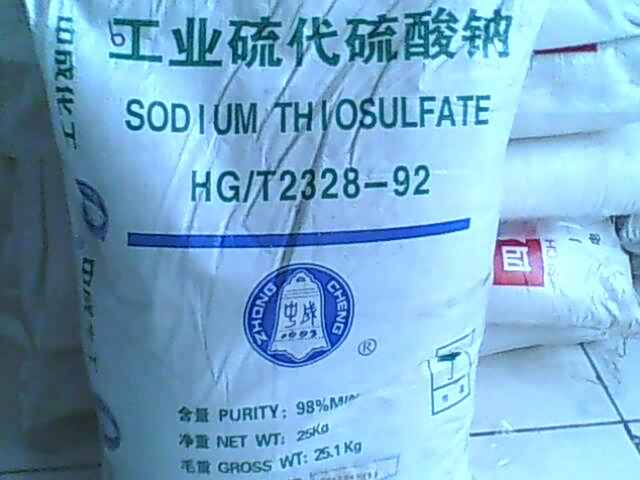 工业硫代硫酸钠
SODIUM THIOSULFATE
HG/T2328-92
ZHONG CHENG
®
含量 PURITY: 98%MIN
净重 NET WT: 25Kg
毛重 GROSS WT: 25.1Kg